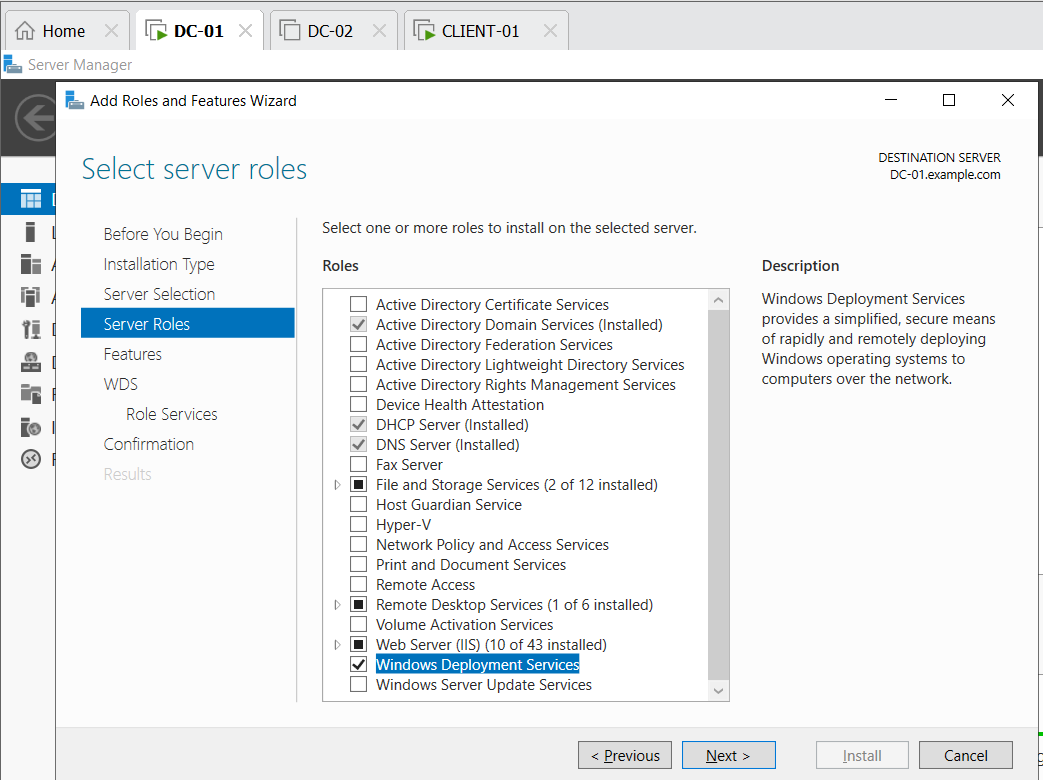 Home
DC-01
DC-02
CLIENT-01
Server Manager
Add Roles and Features Wizard
Select server roles
DESTINATION SERVER
DC-01.example.com
Before You Begin
Installation Type
Server Selection
Server Roles
Features
WDS
Role Services
Confirmation
Results
Select one or more roles to install on the selected server.
Roles
Active Directory Certificate Services
Active Directory Domain Services (Installed)
Active Directory Federation Services
Active Directory Lightweight Directory Services
Active Directory Rights Management Services
Device Health Attestation
DHCP Server (Installed)
DNS Server (Installed)
Fax Server
File and Storage Services (2 of 12 installed)
Host Guardian Service
Hyper-V
Network Policy and Access Services
Print and Document Services
Remote Access
Remote Desktop Services (1 of 6 installed)
Volume Activation Services
Web Server (IIS) (10 of 43 installed)
Windows Deployment Services
Windows Server Update Services
Description
Windows Deployment Services
provides a simplified, secure means
of rapidly and remotely deploying
Windows operating systems to
computers over the network.
< Previous
Next >
Install
Cancel